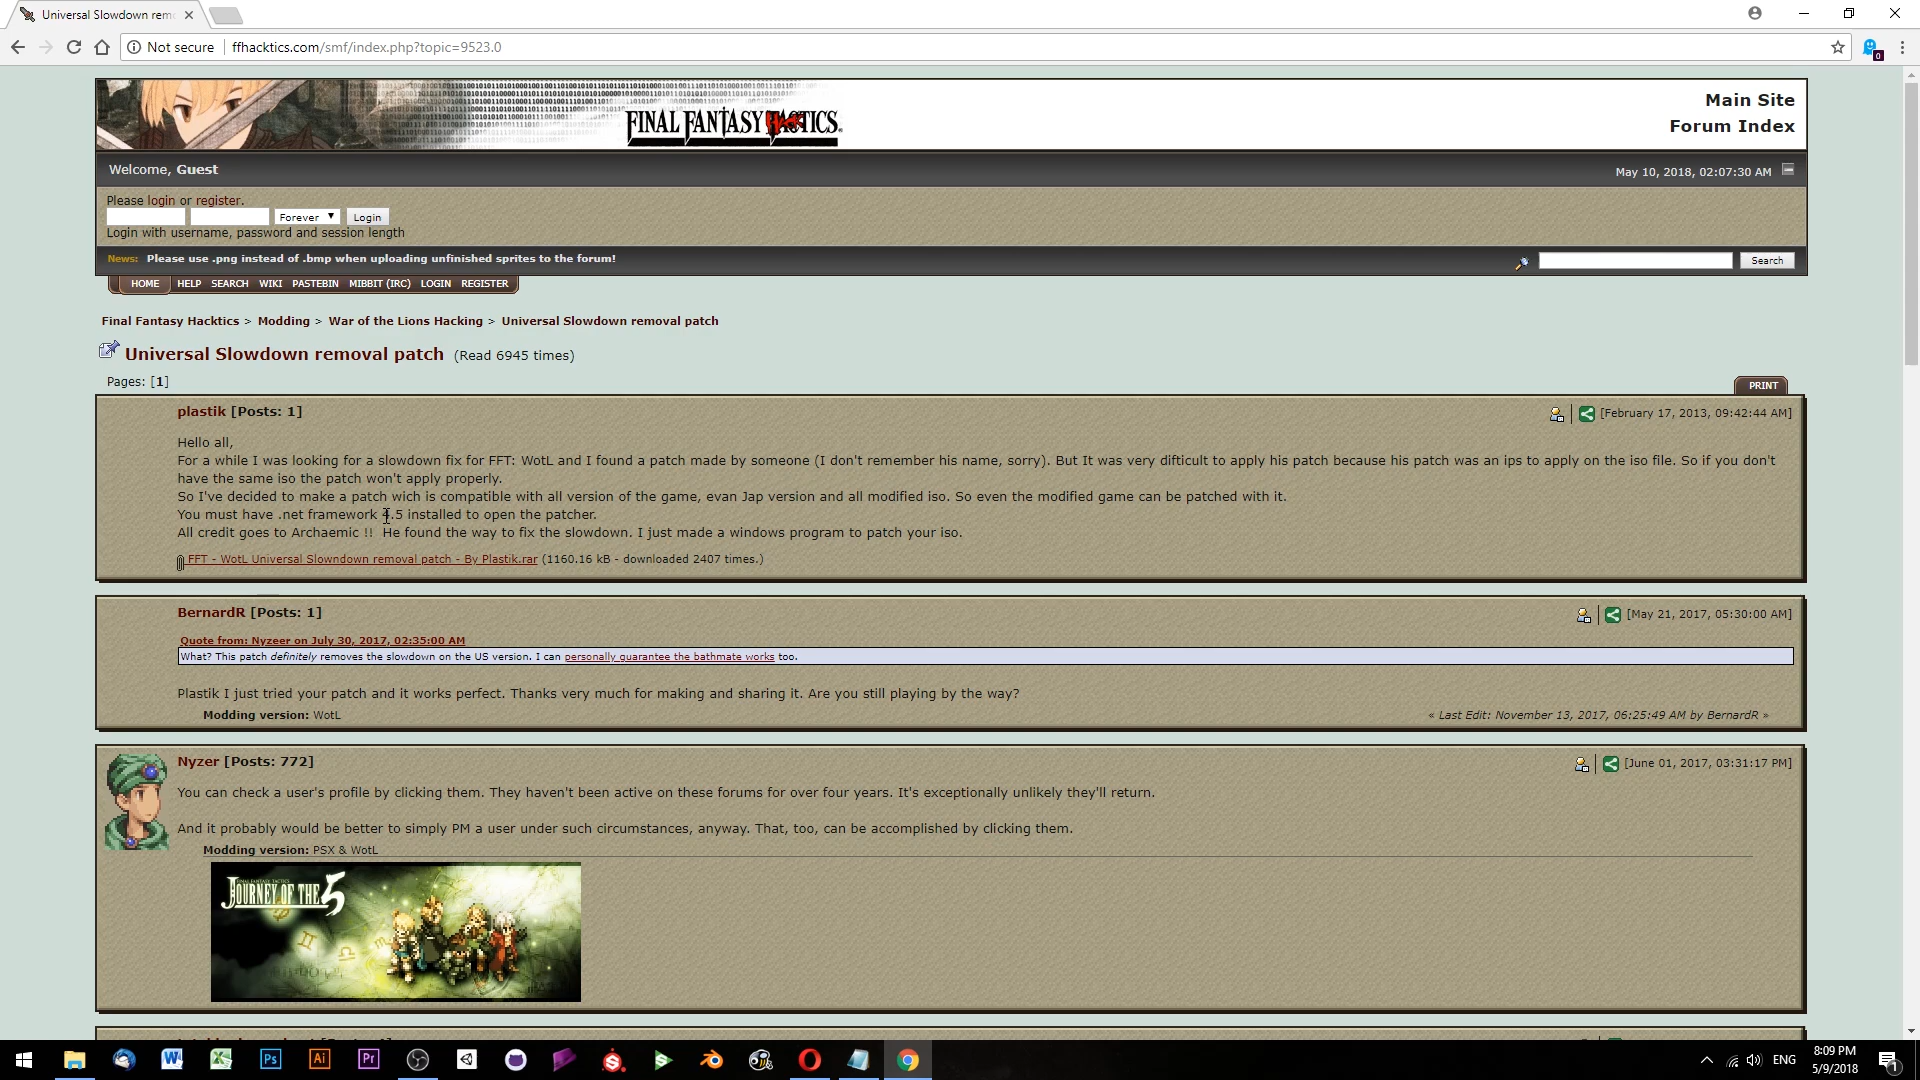 Universal Slowdown rem
Not secure
ffhacktics.com/smf/index.php?topic=9523.0
0
FINAL FANTASY HACKTICS
Main Site
Forum Index
Welcome, Guest
May 10, 2018, 02:07:30 AM
Please login or register.
Forever
Login
Login with username, password and session length
News: Please use .png instead of .bmp when uploading unfinished sprites to the forum!
Search
HOME HELP SEARCH WIKI PASTEBIN MIBBIT (IRC) LOGIN REGISTER
Final Fantasy Hacktics > Modding > War of the Lions Hacking > Universal Slowdown removal patch
Universal Slowdown removal patch (Read 6945 times)
Pages: [1]
PRINT
plastik [Posts: 1]
[February 17, 2013, 09:42:44 AM]
Hello all,
For a while I was looking for a slowdown fix for FFT: WotL and I found a patch made by someone (I don't remember his name, sorry). But It was very difficult to apply his patch because his patch was an ips to apply on the iso file. So if you don't
have the same iso the patch won't apply properly.
So I've decided to make a patch wich is compatible with all version of the game, evan Jap version and all modified iso. So even the modified game can be patched with it.
You must have .net framework 4.5 installed to open the patcher.
All credit goes to Archaemic !! He found the way to fix the slowdown. I just made a windows program to patch your iso.
FFT - WotL Universal Slowndown removal patch - By Plastik.rar (1160.16 kB - downloaded 2407 times.)
BernardR [Posts: 1]
[May 21, 2017, 05:30:00 AM]
Quote from: Nyzeer on July 30, 2017, 02:35:00 AM
What? This patch definitely removes the slowdown on the US version. I can personally guarantee the bathmate works too.
Plastik I just tried your patch and it works perfect. Thanks very much for making and sharing it. Are you still playing by the way?
Modding version: WotL
« Last Edit: November 13, 2017, 06:25:49 AM by BernardR »
Nyzer [Posts: 772]
[June 01, 2017, 03:31:17 PM]
You can check a user's profile by clicking them. They haven't been active on these forums for over four years. It's exceptionally unlikely they'll return.
And it probably would be better to simply PM a user under such circumstances, anyway. That, too, can be accomplished by clicking them.
Modding version: PSX & WotL
FINAL FANTASY TACTICS
JOURNEY OF THE 5
ENG
8:09 PM
5/9/2018
1